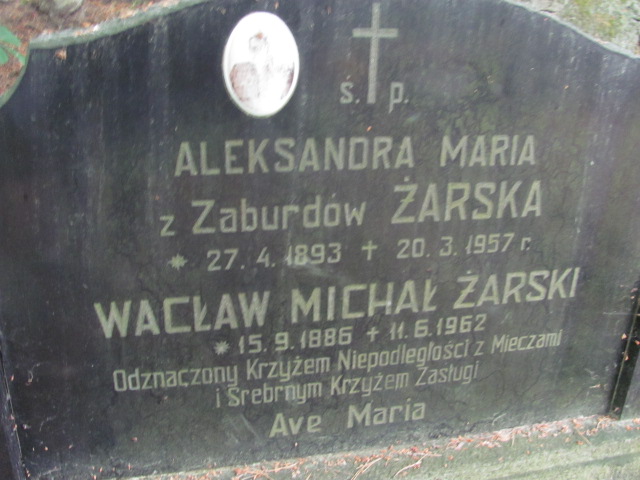 ś. p.
ALEKSANDRA MARIA
z Zaburdów ŻARSKA
* 27. 4. 1893 + 20. 3. 1957 r.
WACŁAW MICHAŁ ŻARSKI
* 15. 9. 1886 + 11. 6. 1962
Odznaczony Krzyżem Niepodległości z Mieczami
i Srebrnym Krzyżem Zasługi
Ave Maria